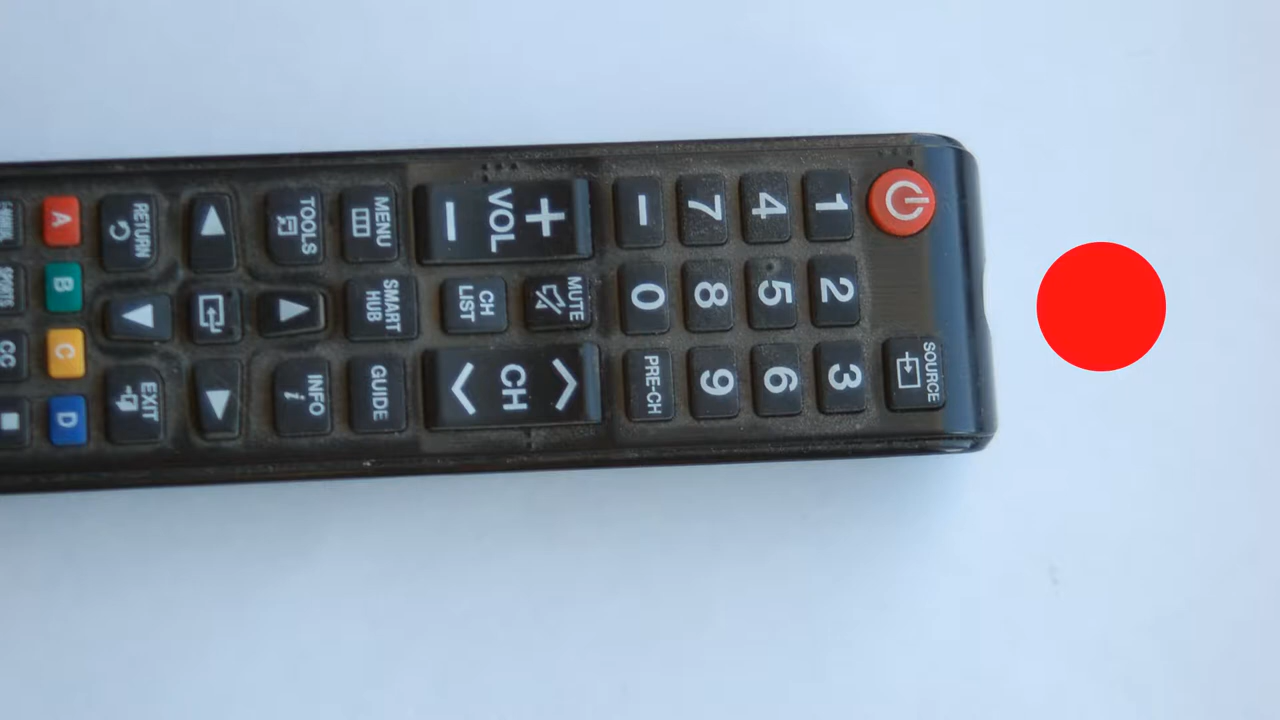 SOURCE
1 2 3
4 5 6
7 8 9
− 0 PRE-CH
+ VOL −
MUTE
CH LIST
CH
MENU
SMART HUB
GUIDE
TOOLS
INFO
i
RETURN
EXIT
A B C D
SPORTS
CC